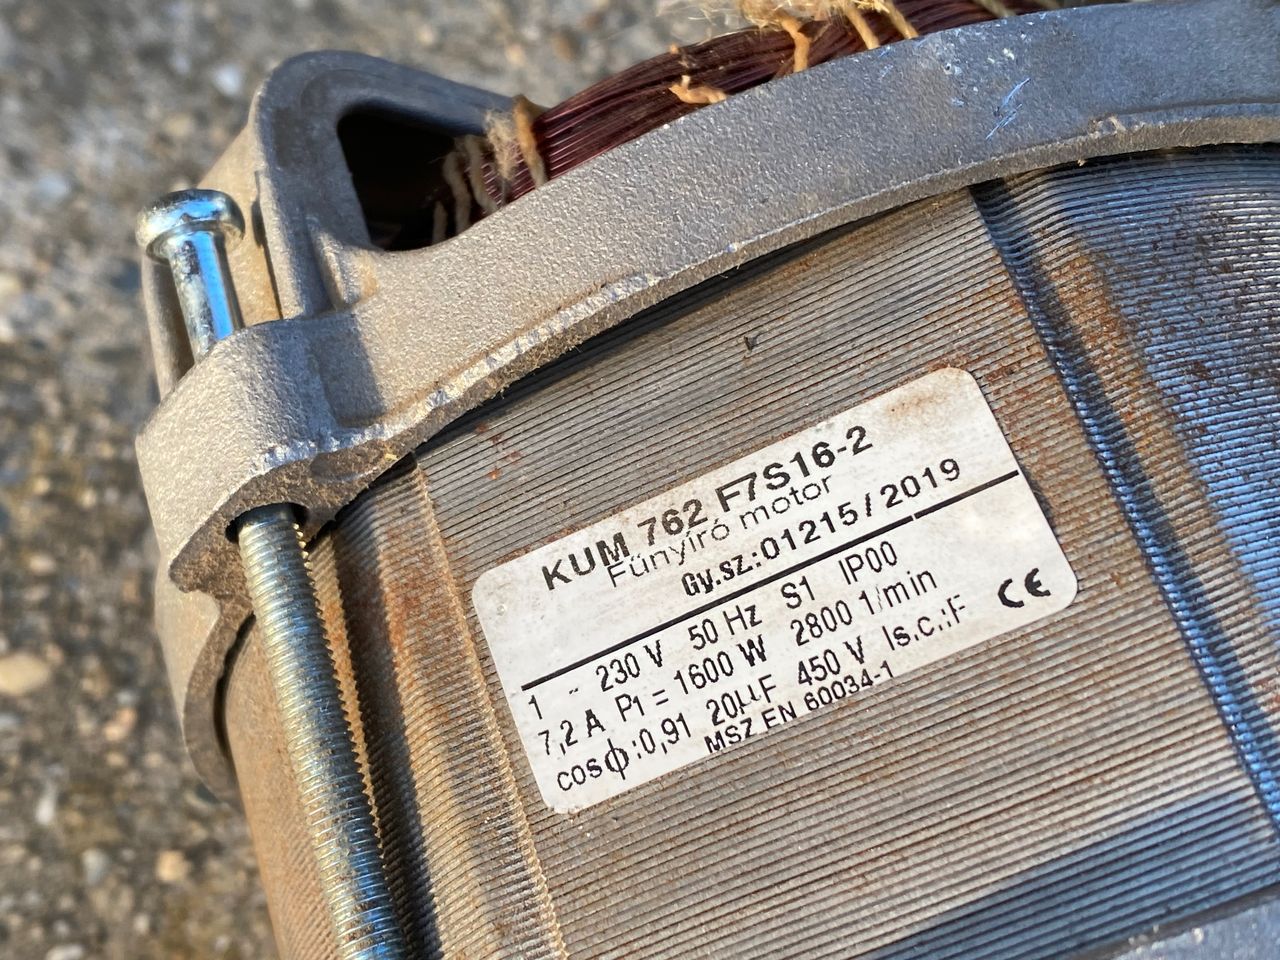 KUM 762 F7S16-2
Fűnyíró motor
Gy.sz.:01215/2019
1 ~ 230 V 50 Hz S1 IP00
7,2 A P1 = 1600 W 2800 1/min
cosϕ:0,91 20µF 450 V Is.c.:F
MSZ EN 60034-1
CE